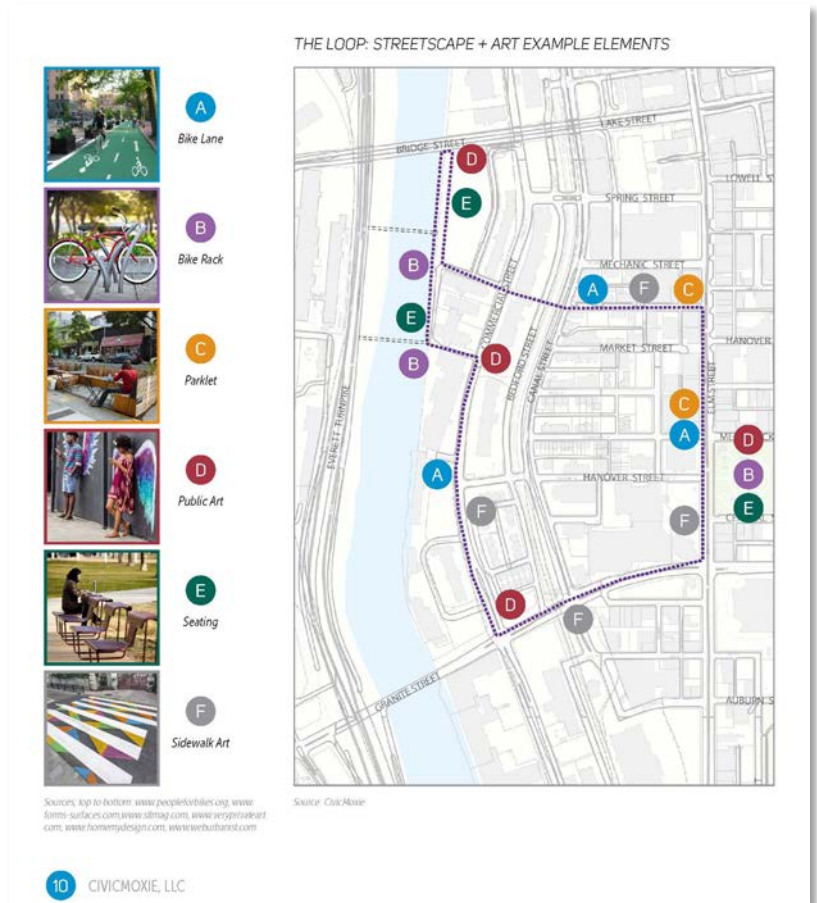 THE LOOP: STREETSCAPE + ART EXAMPLE ELEMENTS
A
Bike Lane
B
Bike Rack
C
Parklet
D
Public Art
E
Seating
F
Sidewalk Art
LAKE STREET
BRIDGE STREET
D
LOWELL S
E
SPRING STREET
MECHANIC STREET
B
A
F
C
E
COMMERCIAL STREET
BEDFORD STREET
CANAL STREET
MARKET STREET
HANOVER
D
B
EVERETT TURNPIKE
ELM STREET
C
A
D
A
HANOVER STREET
B
E
F
F
D
F
GRANITE STREET
AUBURN S
Sources, top to bottom: www.peopleforbikes.org, www.
forms-surfaces.com,www.sltmag.com, www.veryprivateart
.com, www.homemydesign.com, www.weburbanist.com
Source: CivicMoxie
10 CIVICMOXIE, LLC